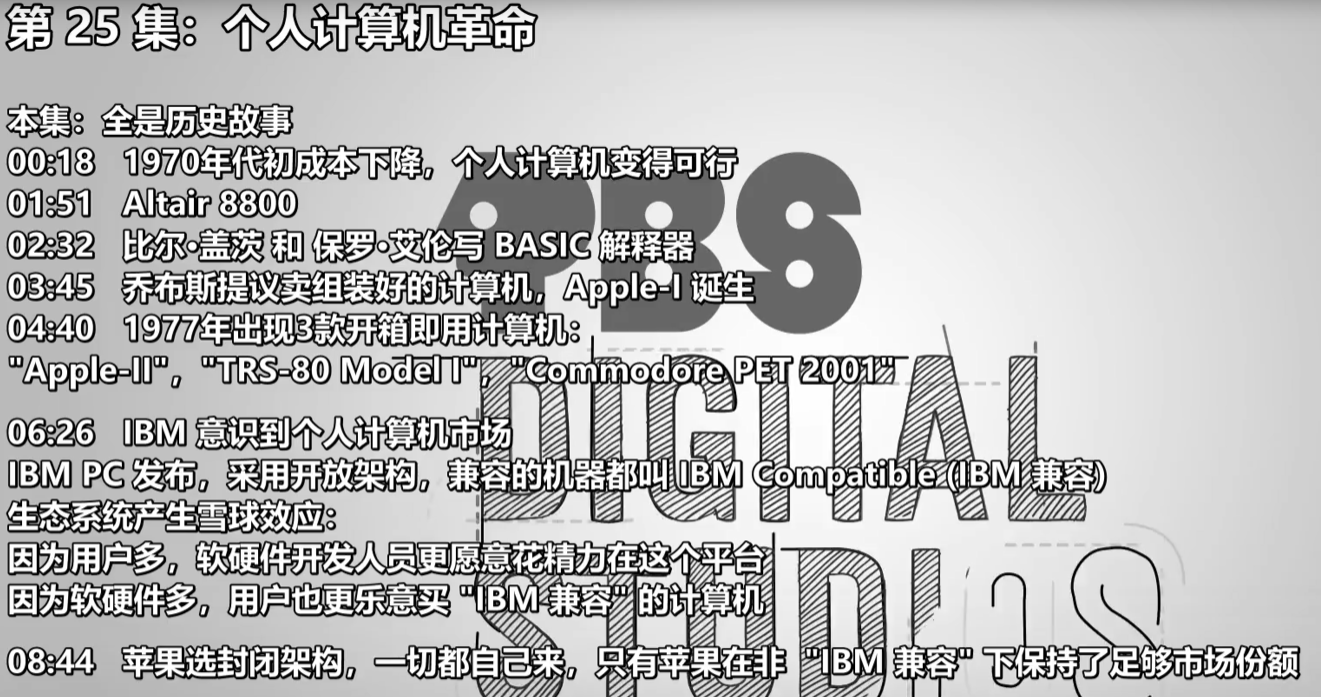 第 25 集：个人计算机革命
本集：全是历史故事
00:18 1970年代初成本下降，个人计算机变得可行
01:51 Altair 8800
02:32 比尔·盖茨 和 保罗·艾伦写 BASIC 解释器
03:45 乔布斯提议卖组装好的计算机，Apple-I 诞生
04:40 1977年出现3款开箱即用计算机：
"Apple-II"，"TRS-80 Model I"，"Commodore PET 2001"
06:26 IBM 意识到个人计算机市场
IBM PC 发布，采用开放架构，兼容的机器都叫 IBM Compatible (IBM 兼容)
生态系统产生雪球效应：
因为用户多，软硬件开发人员更愿意花精力在这个平台
因为软硬件多，用户也更乐意买 "IBM 兼容" 的计算机
08:44 苹果选封闭架构，一切都自己来，只有苹果在非 "IBM 兼容" 下保持了足够市场份额
PBS
DIGITAL
STUDIOS